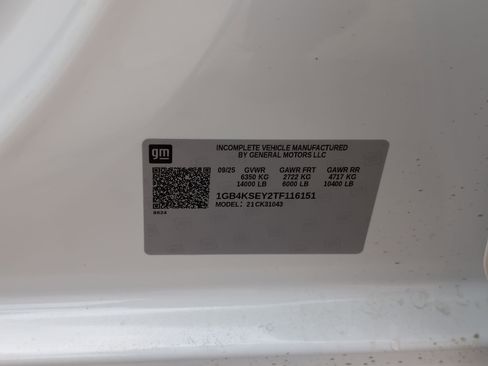 gm
INCOMPLETE VEHICLE MANUFACTURED
BY GENERAL MOTORS LLC
09/25 GVWR GAWR FRT GAWR RR
6350 KG 2722 KG 4717 KG
14000 LB 6000 LB 10400 LB
1GB4KSEY2TF116151
MODEL: 21CK31043